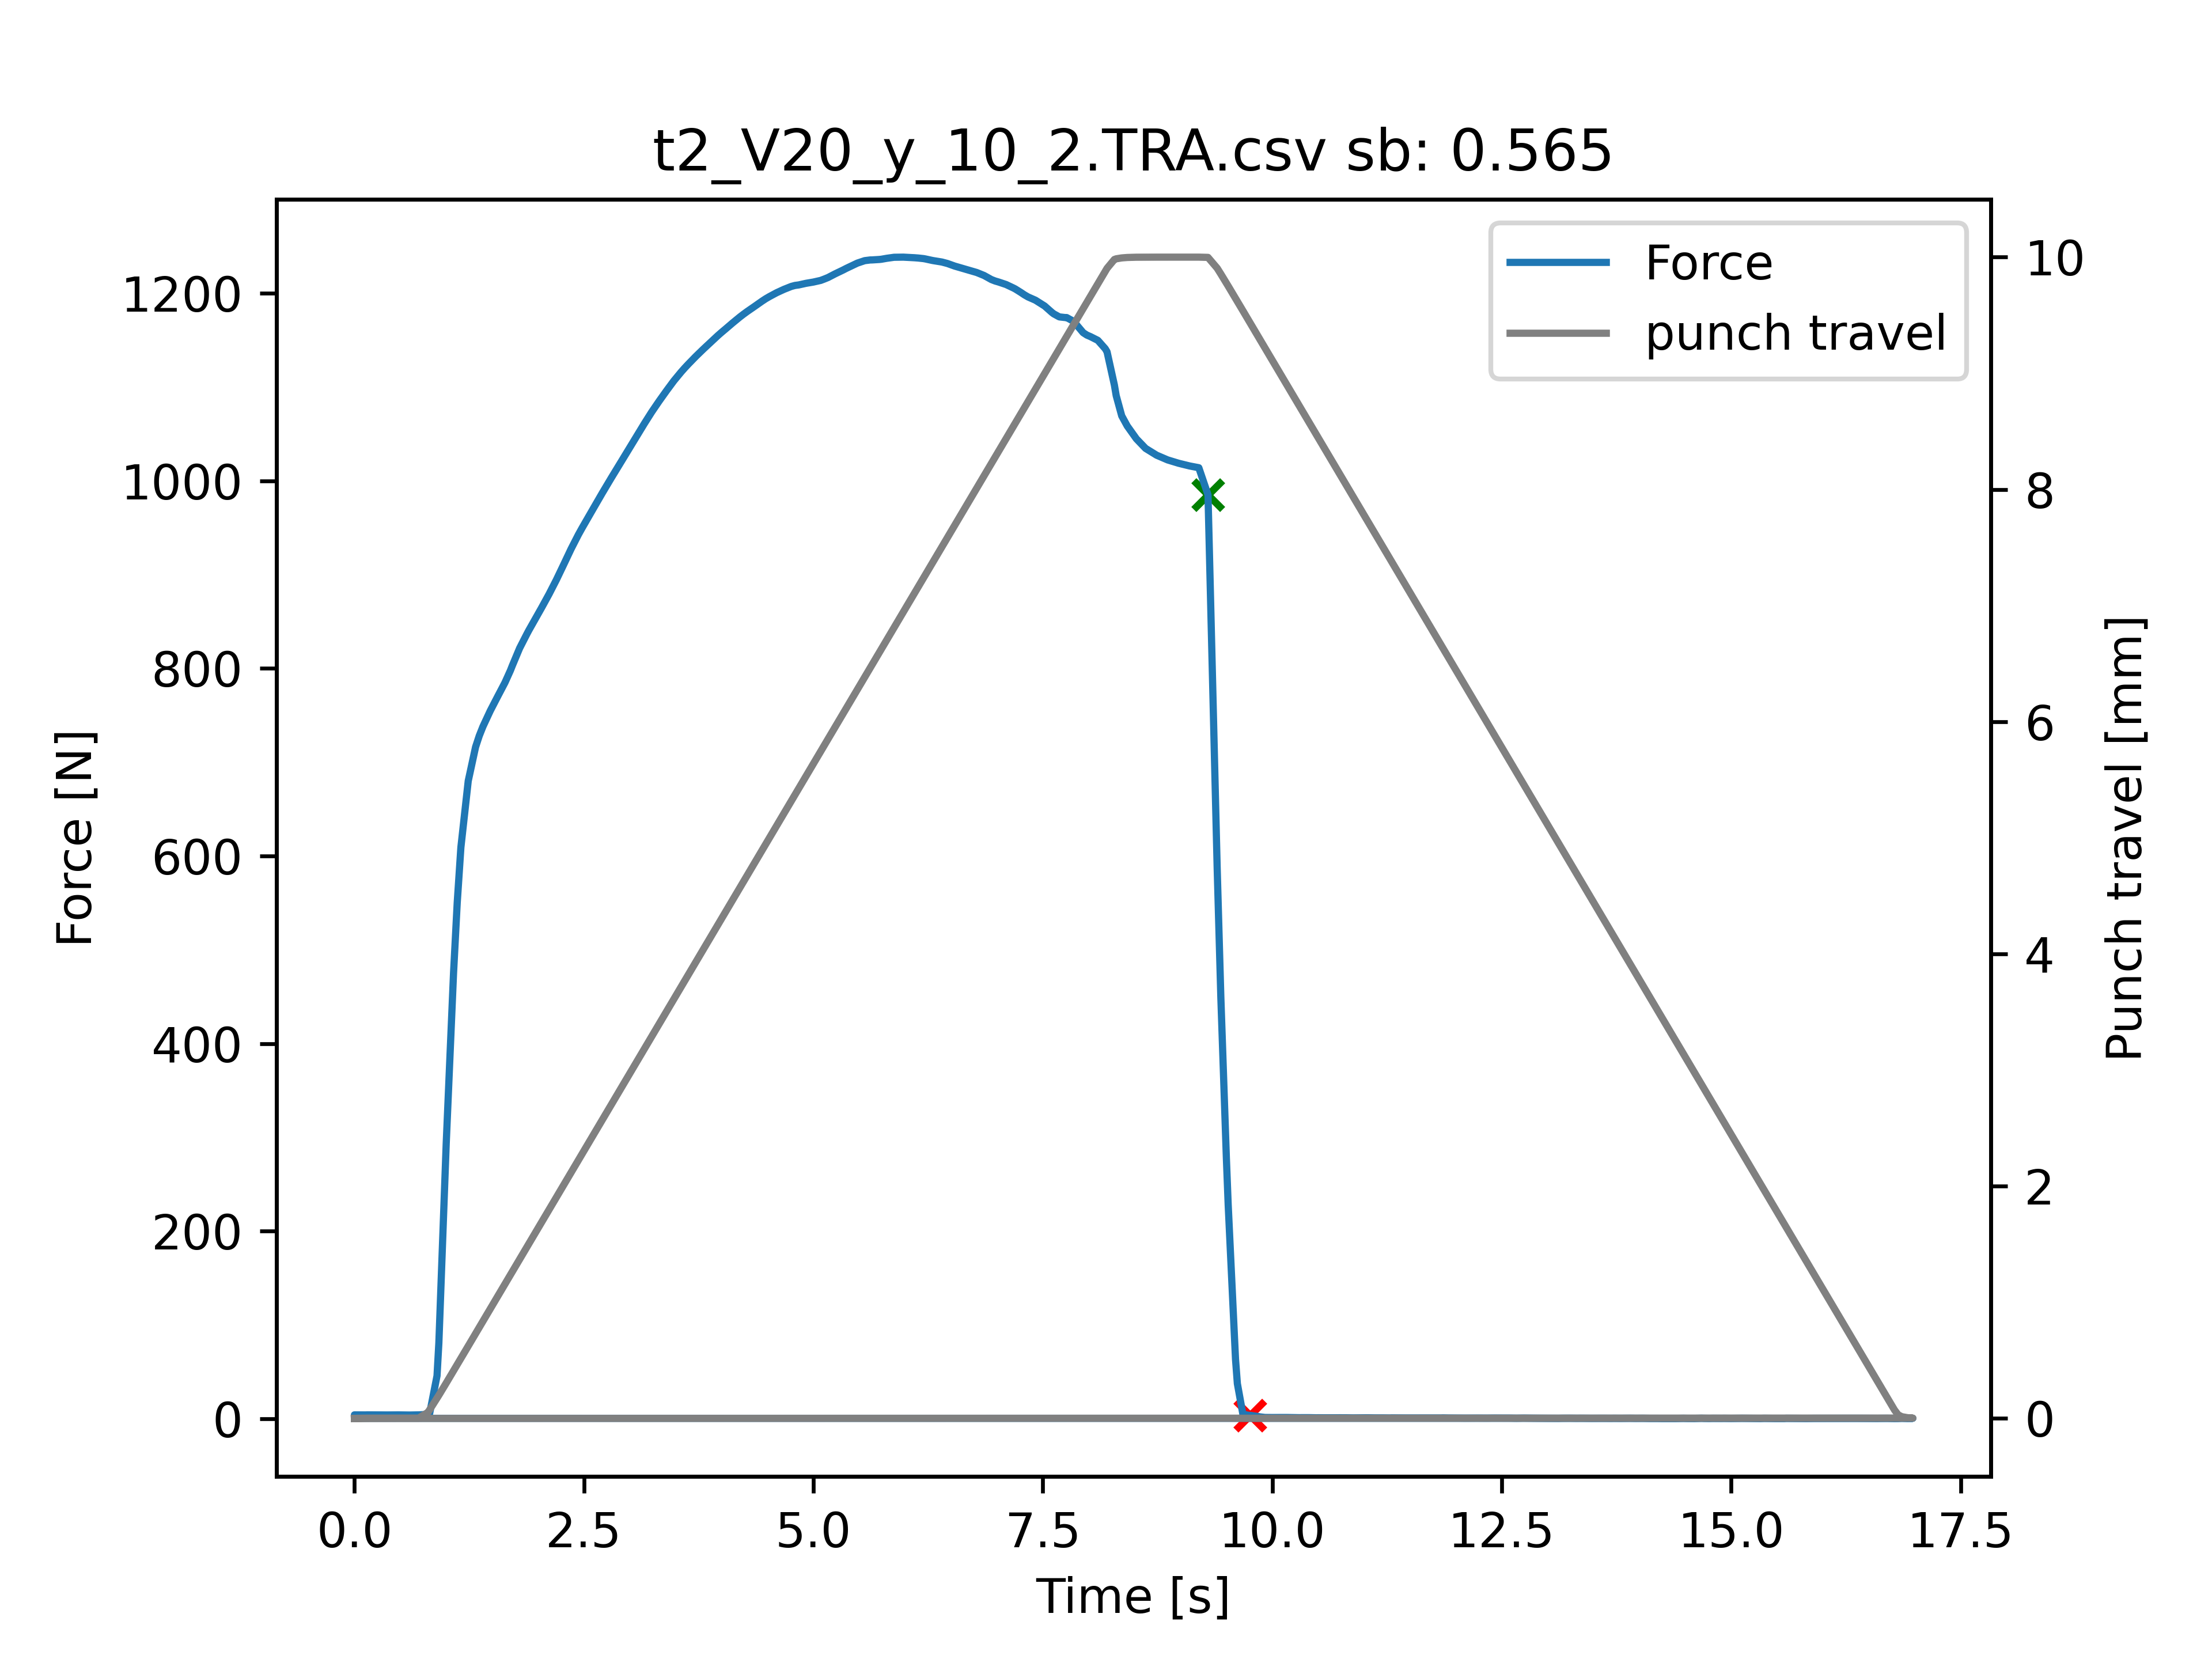 t2_V20_y_10_2.TRA.csv sb: 0.565
Force
punch travel
1200
1000
800
600
400
200
0
Force [N]
10
8
6
4
2
0
Punch travel [mm]
0.0 2.5 5.0 7.5 10.0 12.5 15.0 17.5
Time [s]